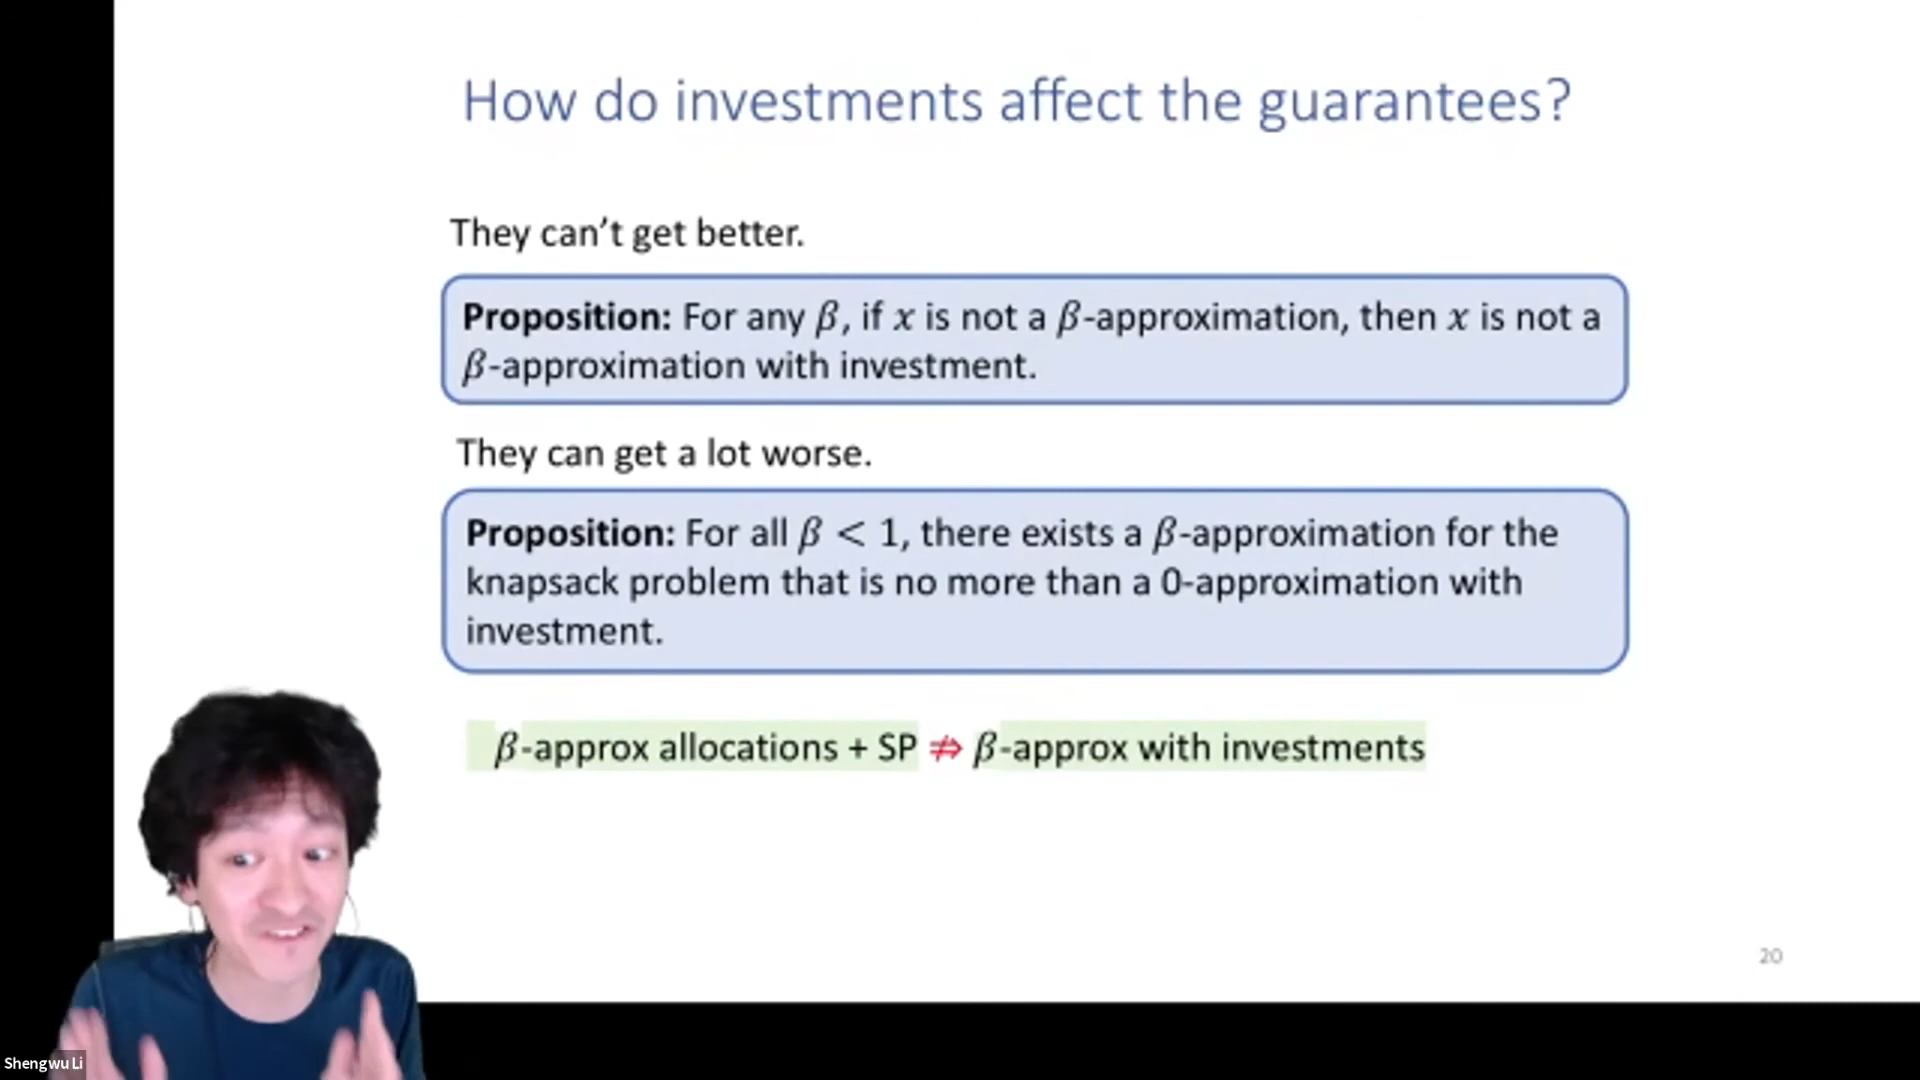 How do investments affect the guarantees?
They can't get better.
Proposition: For any β, if x is not a β-approximation, then x is not a
β-approximation with investment.
They can get a lot worse.
Proposition: For all β < 1, there exists a β-approximation for the
knapsack problem that is no more than a 0-approximation with
investment.
β-approx allocations + SP ⇏ β-approx with investments
20
Shengwu Li